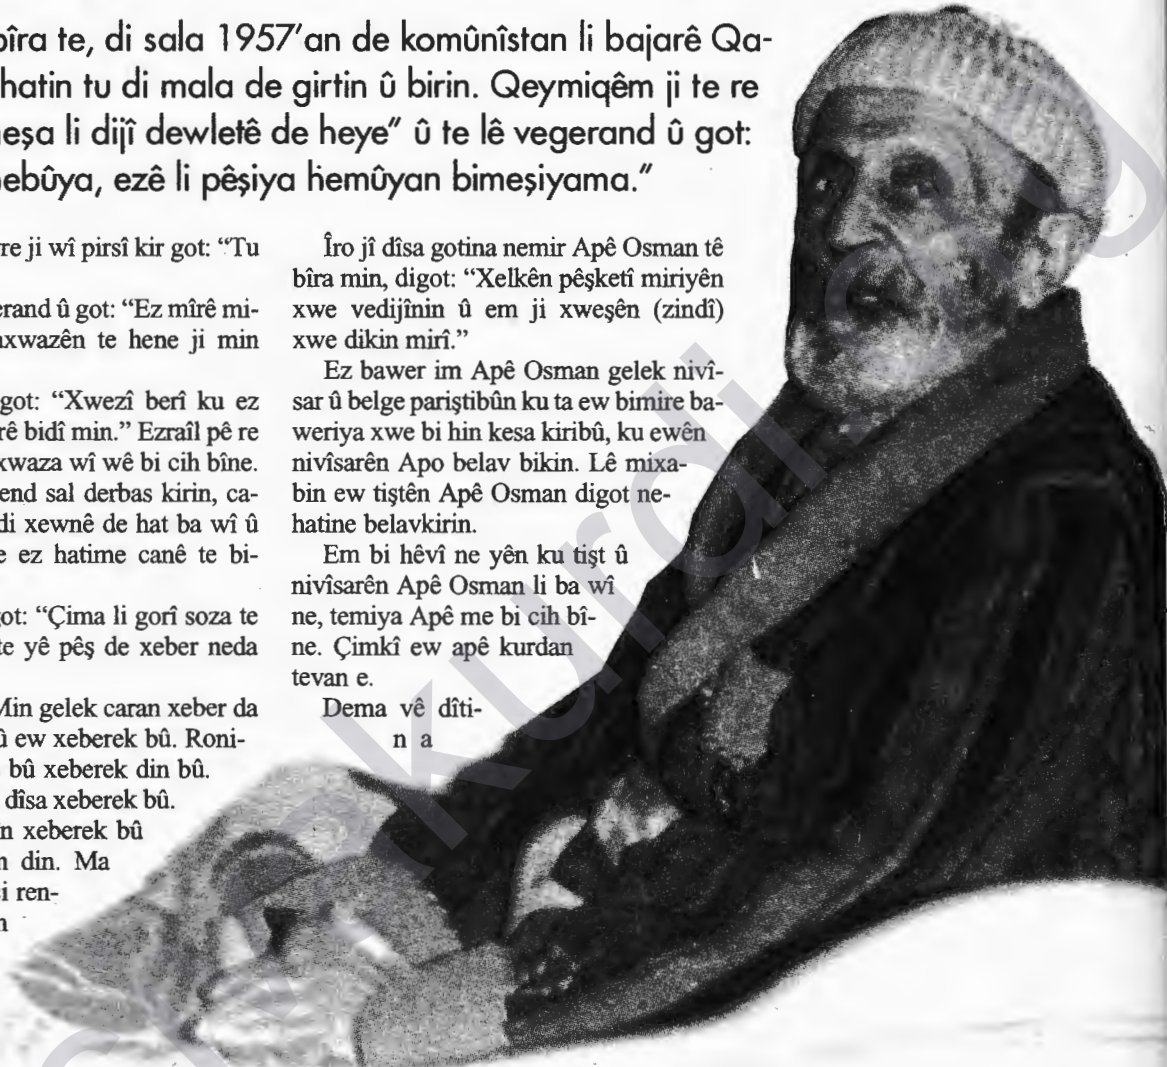 bîra te, di sala 1957'an de komûnîstan li bajarê Qa-
hatin tu di mala de girtin û birin. Qeymiqêm ji te re
eşa li dijî dewletê de heye” û te lê vegerand û got:
nebûya, ezê li pêşiya hemûyan bimeşiyama.”
re ji wî pirsî kir got: “Tu
erand û got: “Ez mîrê mi-
axwazên te hene ji min
got: “Xwezî berî ku ez
rê bidî min.” Ezraîl pê re
xwaza wî wê bi cih bîne.
end sal derbas kirin, ca-
di xewnê de hat ba wî û
e ez hatime canê te bi-
got: “Çima li gorî soza te
te yê pêş de xeber neda
Min gelek caran xeber da
û ew xeberek bû. Roni-
bû xeberek din bû.
dîsa xeberek bû.
n xeberek bû
n din. Ma
i ren-
n
Îro jî dîsa gotina nemir Apê Osman tê
bîra min, digot: “Xelkên pêşketî miriyên
xwe vedijînin û em ji xweşên (zindî)
xwe dikin mirî.”
Ez bawer im Apê Osman gelek nivî-
sar û belge pariştibûn ku ta ew bimire ba-
weriya xwe bi hin kesa kiribû, ku ewên
nivîsarên Apo belav bikin. Lê mixa-
bin ew tiştên Apê Osman digot ne-
hatine belavkirin.
Em bi hêvî ne yên ku tişt û
nivîsarên Apê Osman li ba wî
ne, temiya Apê me bi cih bî-
ne. Çimkî ew apê kurdan
tevan e.
Dema vê dîti-
n a